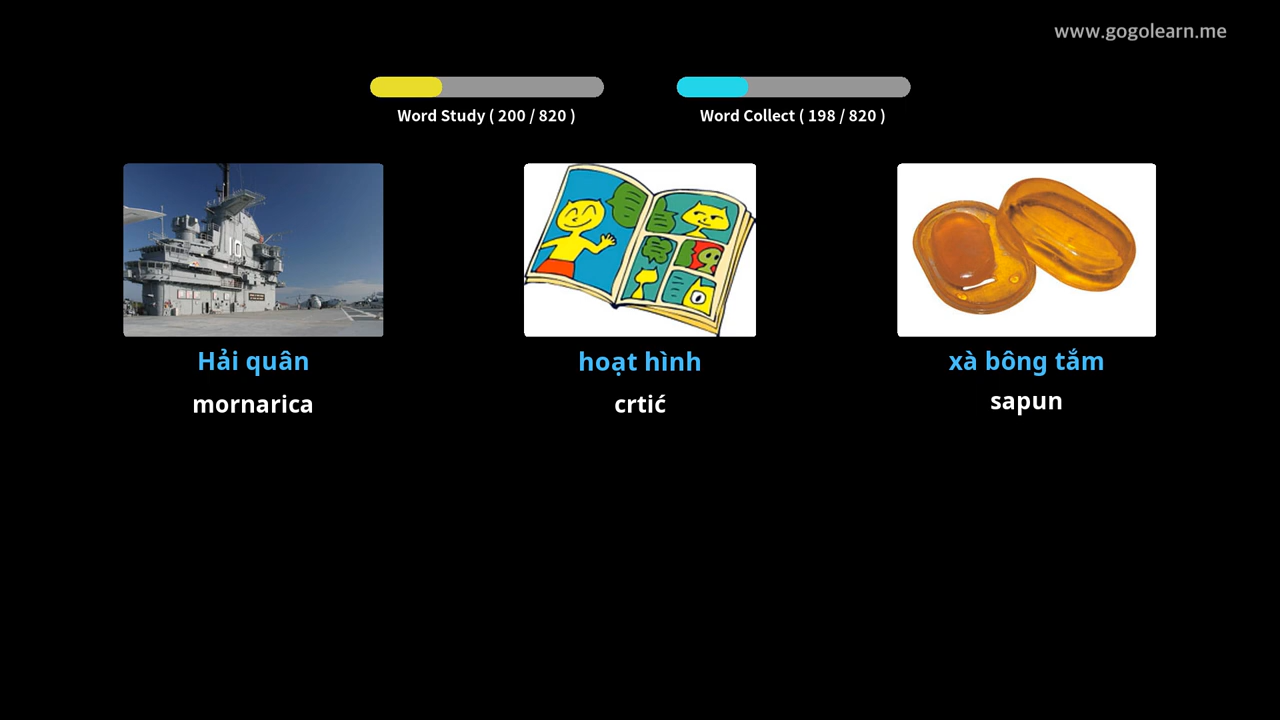 www.gogolearn.me
Word Study ( 200 / 820 )
Word Collect ( 198 / 820 )
Hải quân
hoạt hình
xà bông tắm
mornarica
crtić
sapun